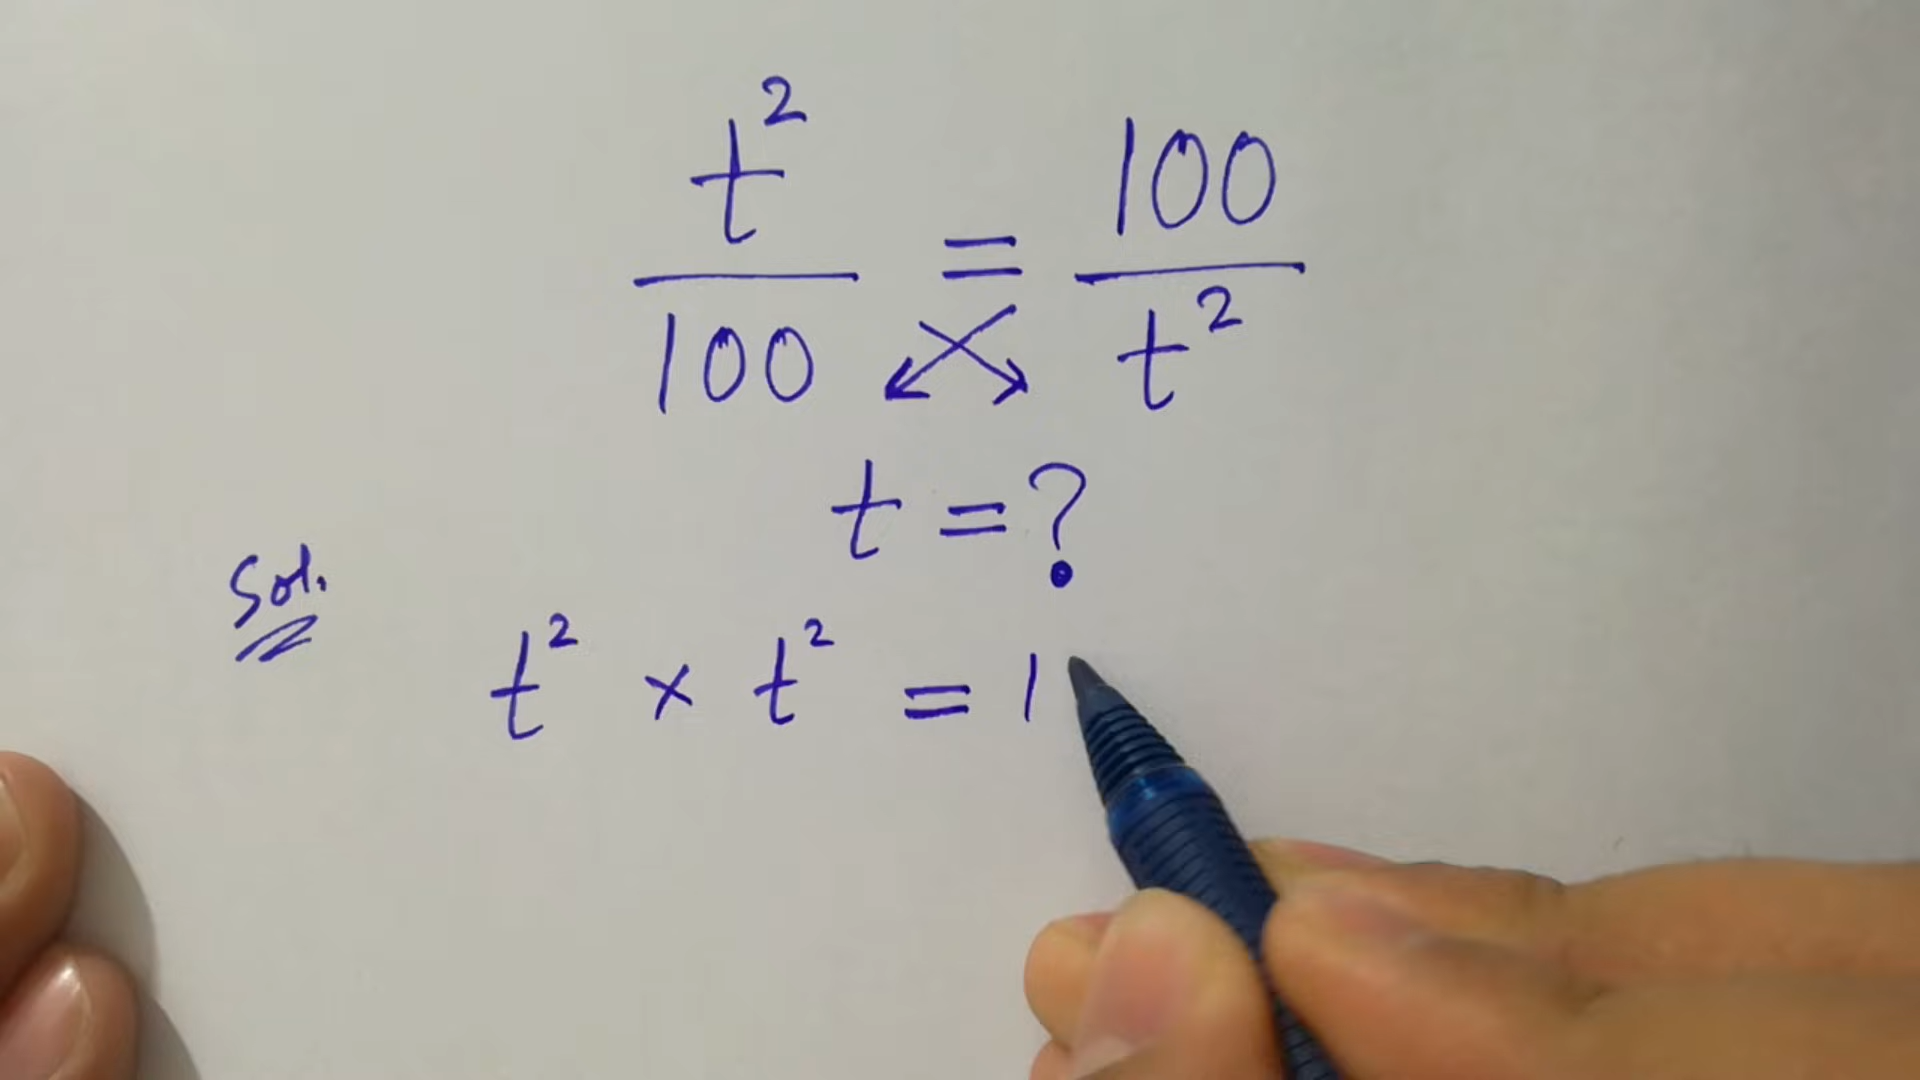 t² / 100 = 100 / t²
t = ?
Sol.
t² × t² = 1